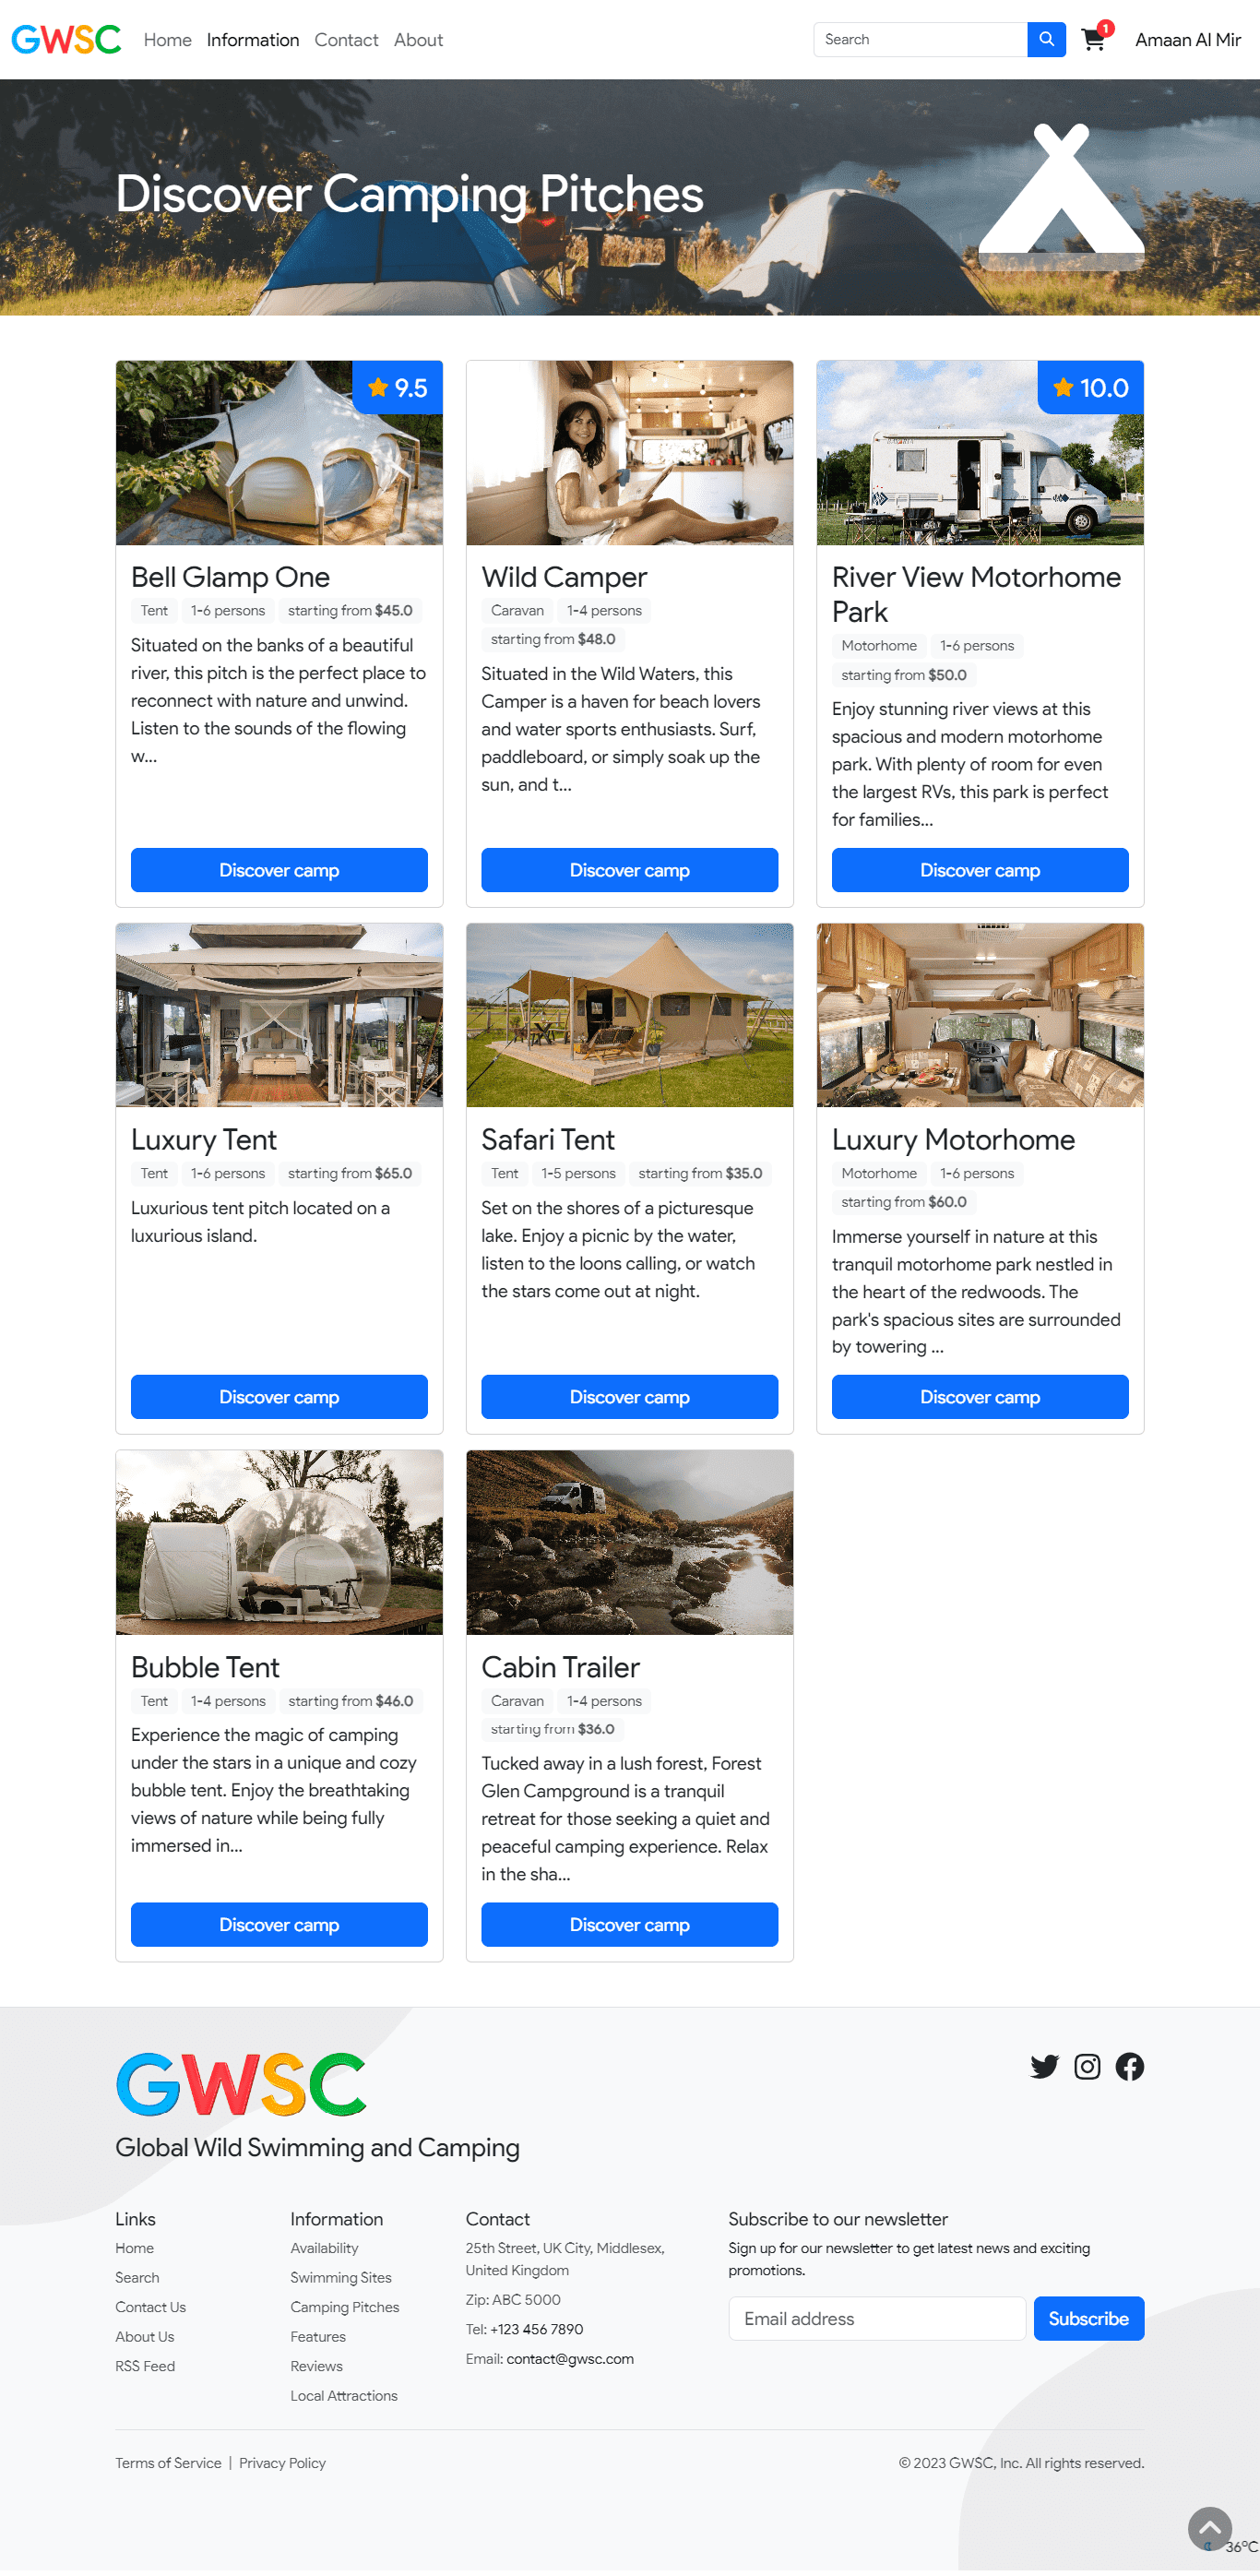 GWSC Home Information Contact About Search 1 Amaan Al Mir
Discover Camping Pitches
9.5
10.0
Bell Glamp One
Tent 1-6 persons starting from $45.0
Situated on the banks of a beautiful
river, this pitch is the perfect place to
reconnect with nature and unwind.
Listen to the sounds of the flowing
w...
Discover camp
Wild Camper
Caravan 1-4 persons
starting from $48.0
Situated in the Wild Waters, this
Camper is a haven for beach lovers
and water sports enthusiasts. Surf,
paddleboard, or simply soak up the
sun, and t...
Discover camp
River View Motorhome
Park
Motorhome 1-6 persons
starting from $50.0
Enjoy stunning river views at this
spacious and modern motorhome
park. With plenty of room for even
the largest RVs, this park is perfect
for families...
Discover camp
Luxury Tent
Tent 1-6 persons starting from $65.0
Luxurious tent pitch located on a
luxurious island.
Discover camp
Safari Tent
Tent 1-5 persons starting from $35.0
Set on the shores of a picturesque
lake. Enjoy a picnic by the water,
listen to the loons calling, or watch
the stars come out at night.
Discover camp
Luxury Motorhome
Motorhome 1-6 persons
starting from $60.0
Immerse yourself in nature at this
tranquil motorhome park nestled in
the heart of the redwoods. The
park's spacious sites are surrounded
by towering ...
Discover camp
Bubble Tent
Tent 1-4 persons starting from $46.0
Experience the magic of camping
under the stars in a unique and cozy
bubble tent. Enjoy the breathtaking
views of nature while being fully
immersed in...
Discover camp
Cabin Trailer
Caravan 1-4 persons
starting from $36.0
Tucked away in a lush forest, Forest
Glen Campground is a tranquil
retreat for those seeking a quiet and
peaceful camping experience. Relax
in the sha...
Discover camp
GWSC
Global Wild Swimming and Camping
Links
Home
Search
Contact Us
About Us
RSS Feed
Information
Availability
Swimming Sites
Camping Pitches
Features
Reviews
Local Attractions
Contact
25th Street, UK City, Middlesex,
United Kingdom
Zip: ABC 5000
Tel: +123 456 7890
Email: contact@gwsc.com
Subscribe to our newsletter
Sign up for our newsletter to get latest news and exciting
promotions.
Email address Subscribe
Terms of Service | Privacy Policy
© 2023 GWSC, Inc. All rights reserved.
36°C